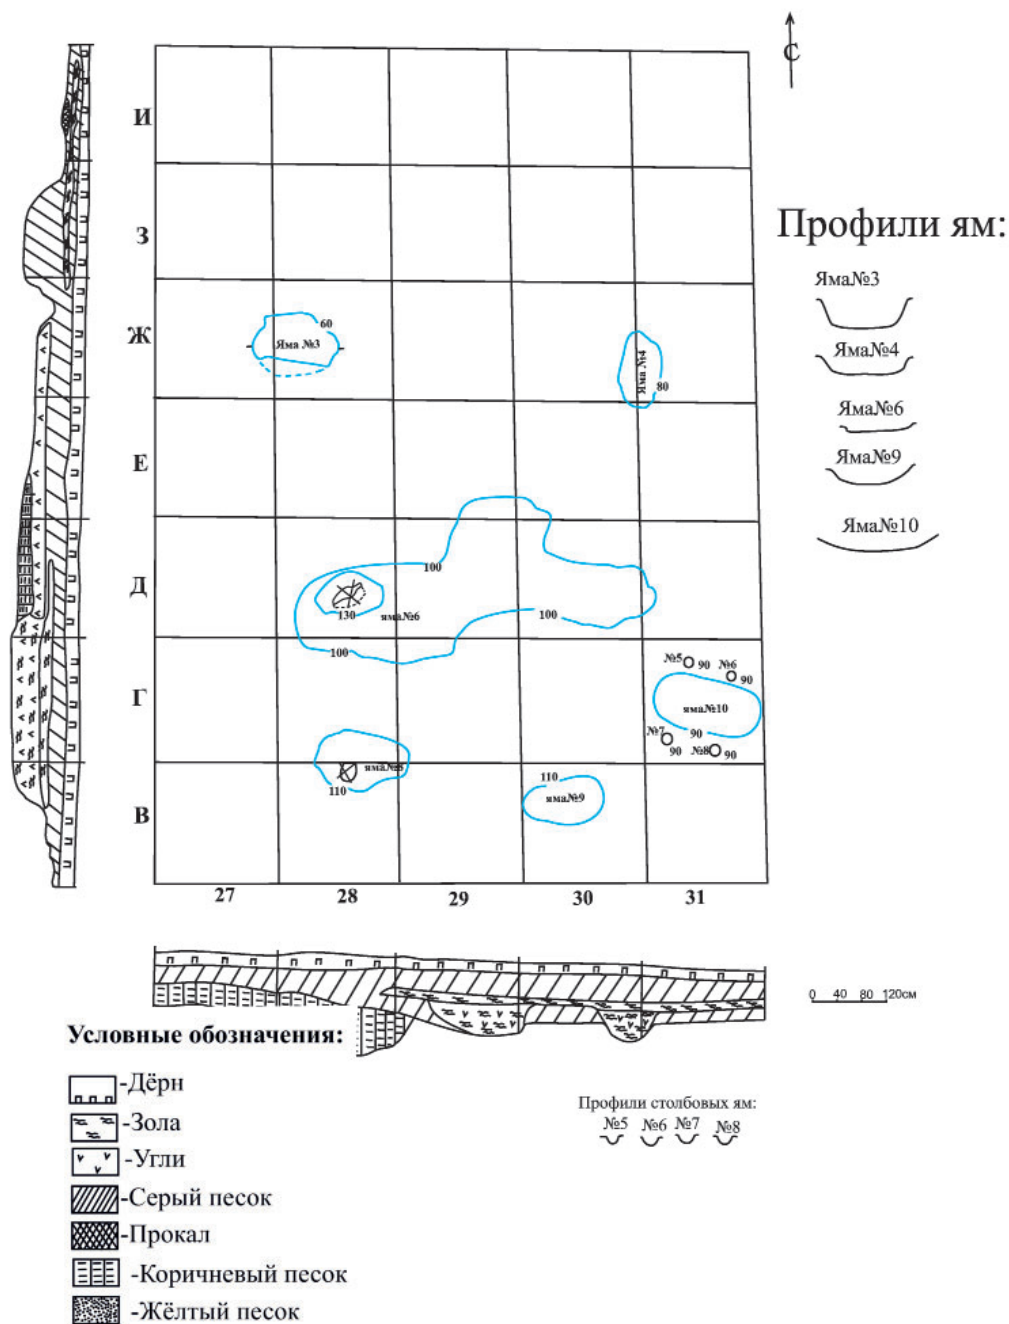 С
И
З
Ж
Е
Д
Г
В
60
Яма №3
Яма №4
80
100
130
яма№6
100
100
№5
90
№6
90
яма№10
90
№7
90
№8
90
яма№8
110
110
яма№9
27
28
29
30
31
Профили ям:
Яма№3
Яма№4
Яма№6
Яма№9
Яма№10
0 40 80 120см
Условные обозначения:
-Дёрн
-Зола
-Угли
-Серый песок
-Прокал
-Коричневый песок
-Жёлтый песок
Профили столбовых ям:
№5 №6 №7 №8